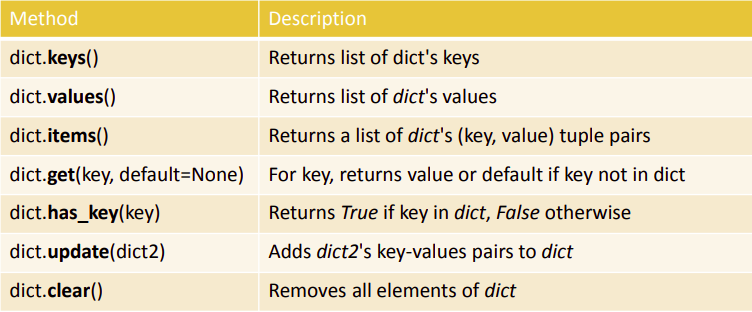 Method Description
dict.keys() Returns list of dict's keys
dict.values() Returns list of dict's values
dict.items() Returns a list of dict's (key, value) tuple pairs
dict.get(key, default=None) For key, returns value or default if key not in dict
dict.has_key(key) Returns True if key in dict, False otherwise
dict.update(dict2) Adds dict2's key-values pairs to dict
dict.clear() Removes all elements of dict